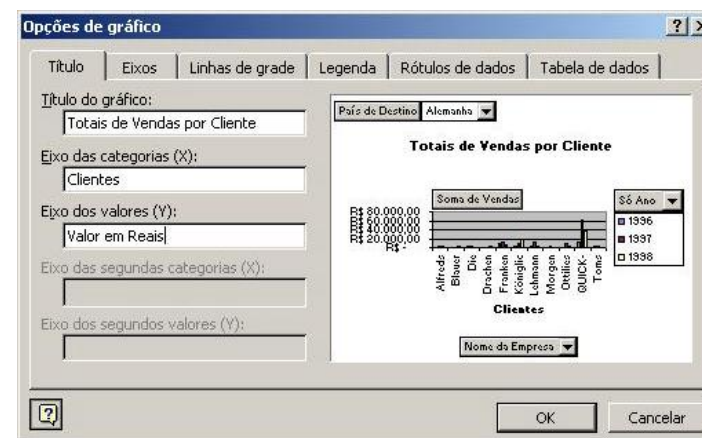 Opções de gráfico
Título
Eixos
Linhas de grade
Legenda
Rótulos de dados
Tabela de dados
Título do gráfico:
Totais de Vendas por Cliente
Eixo das categorias (X):
Clientes
Eixo dos valores (Y):
Valor em Reais
Eixo das segundas categorias (X):
Eixo dos segundos valores (Y):
País de Destino Alemanha
Totais de Vendas por Cliente
Soma de Vendas
Só Ano
1996
1997
1998
R$ 80.000,00
R$ 60.000,00
R$ 40.000,00
R$ 20.000,00
R$ -
Alfreds
Blauer
Die
Drachen
Franken
Königlic
Lehmann
Morgen
Ottilies
QUICK-
Toms
Clientes
Nome da Empresa
OK
Cancelar